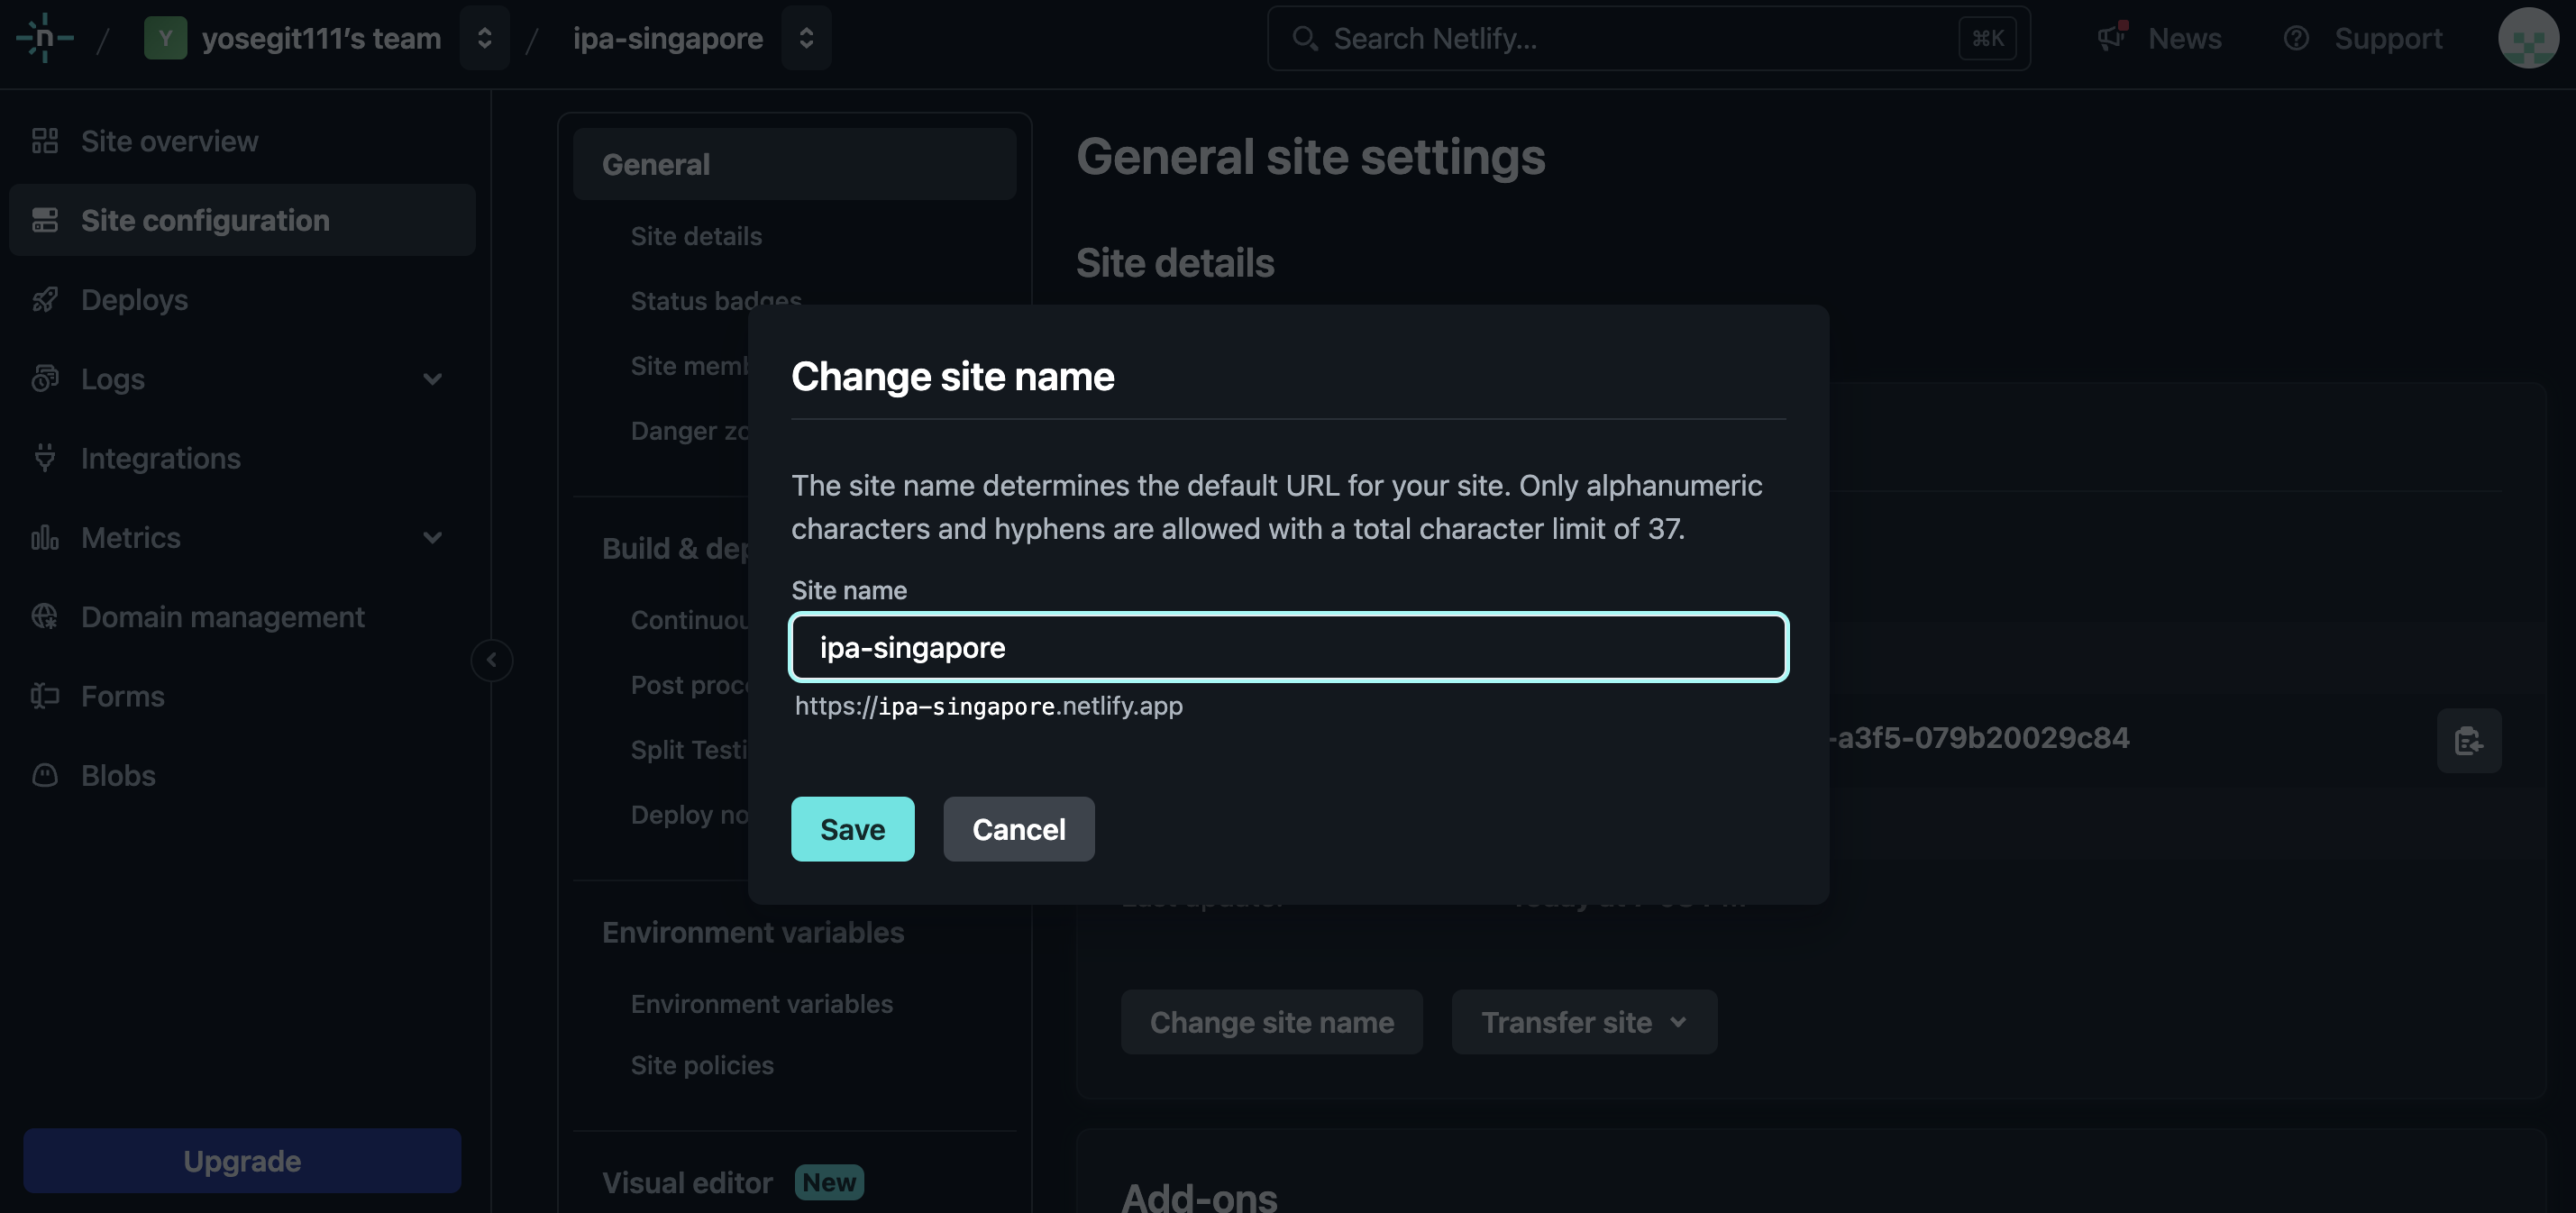 n / Y yosegit111's team / ipa-singapore
Search Netlify... ⌘K
News
Support
Site overview
Site configuration
Deploys
Logs
Integrations
Metrics
Domain management
Forms
Blobs
Upgrade
General
Site details
Status badges
Site memb
Danger zo
Build & dep
Continuou
Post proc
Split Testi
Deploy no
Environment variables
Environment variables
Site policies
Visual editor New
General site settings
Site details
Change site name
The site name determines the default URL for your site. Only alphanumeric
characters and hyphens are allowed with a total character limit of 37.
Site name
ipa-singapore
https://ipa-singapore.netlify.app
Save
Cancel
-a3f5-079b20029c84
Change site name
Transfer site
Add-ons